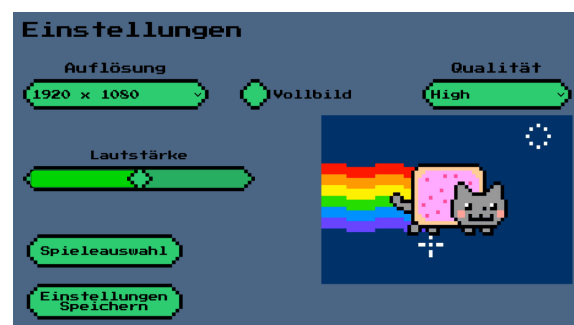 Einstellungen
Auflösung
Qualität
1920 x 1080
Vollbild
High
Lautstärke
Spieleauswahl
Einstellungen
Speichern